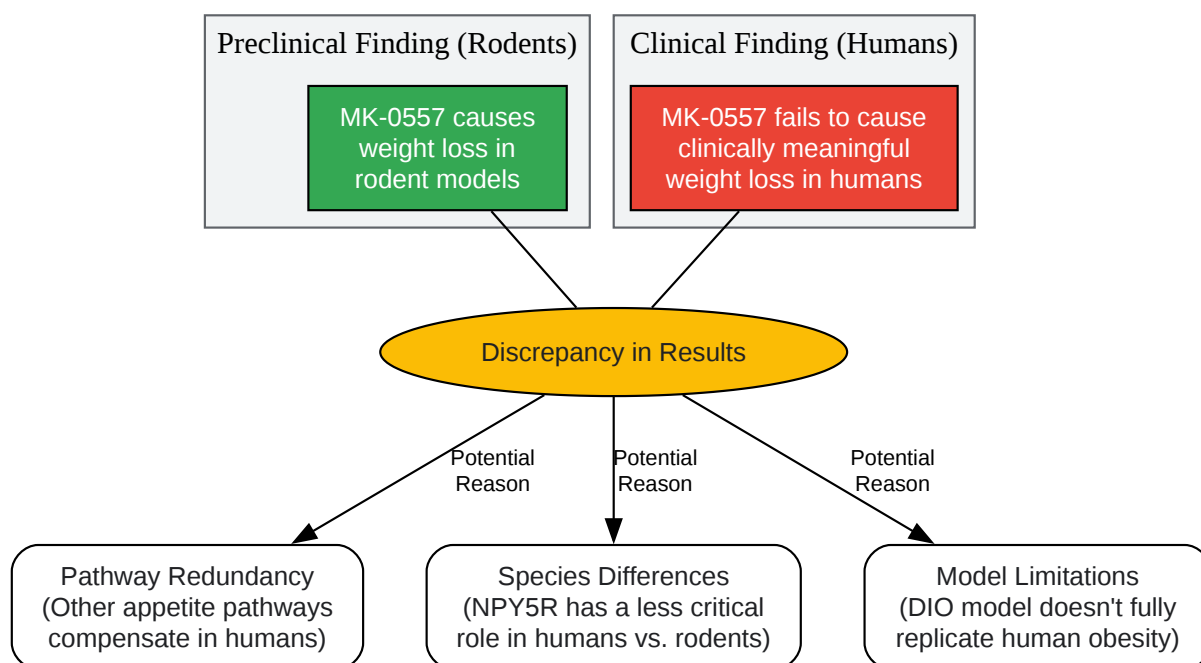 Preclinical Finding (Rodents)
Clinical Finding (Humans)
MK-0557 causes
weight loss in
rodent models
MK-0557 fails to cause
clinically meaningful
weight loss in humans
Discrepancy in Results
Potential
Reason
Potential
Reason
Potential
Reason
Pathway Redundancy
(Other appetite pathways
compensate in humans)
Species Differences
(NPY5R has a less critical
role in humans vs. rodents)
Model Limitations
(DIO model doesn't fully
replicate human obesity)